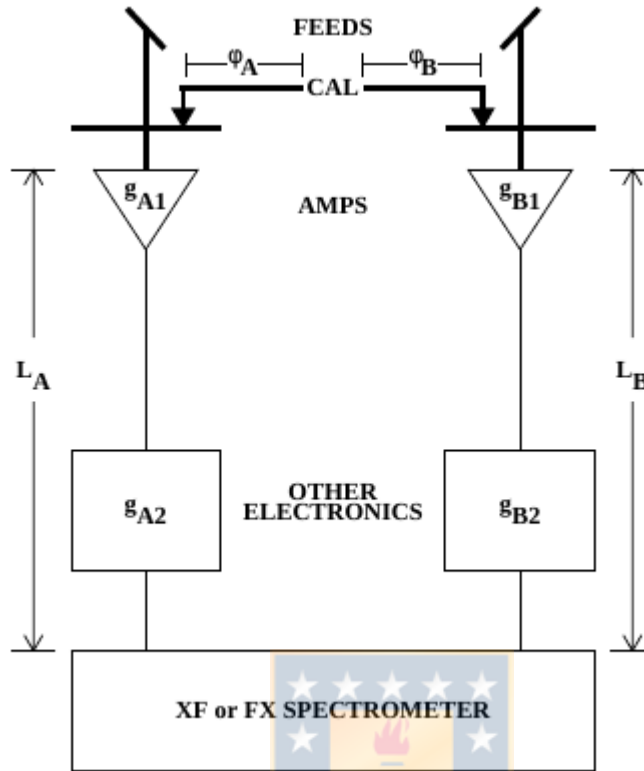 FEEDS
φA φB
CAL
gA1 gB1
AMPS
LA LB
gA2 OTHER ELECTRONICS gB2
XF or FX SPECTROMETER